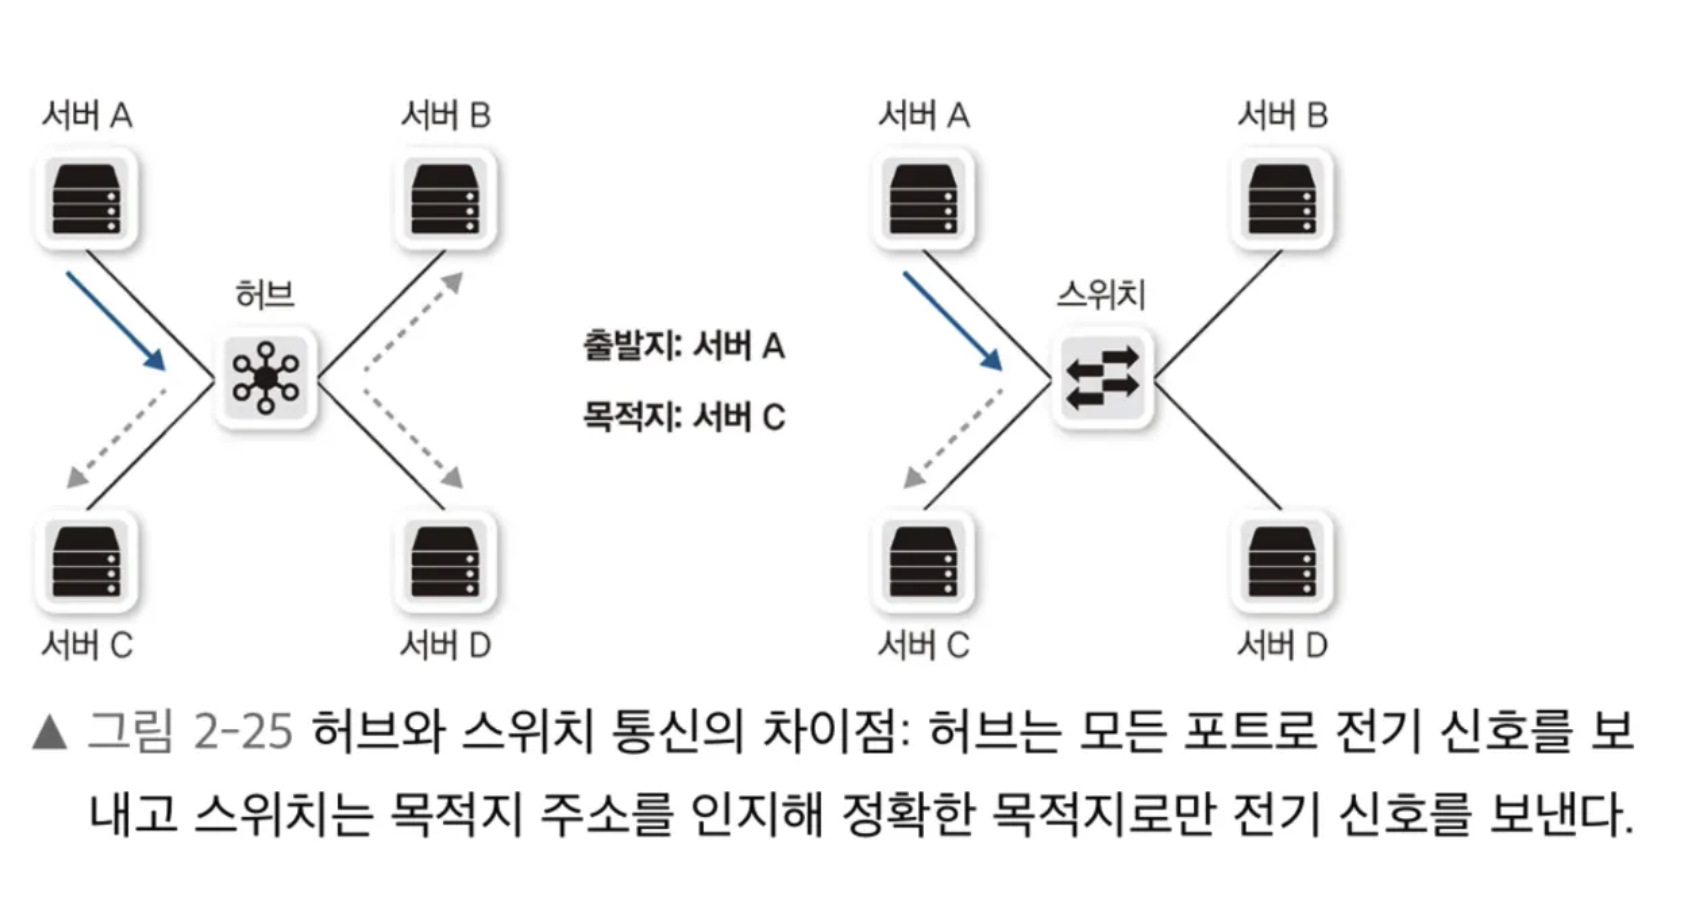 서버 A
서버 B
허브
서버 C
서버 D
출발지: 서버 A
목적지: 서버 C
서버 A
서버 B
스위치
서버 C
서버 D
▲ 그림 2-25 허브와 스위치 통신의 차이점: 허브는 모든 포트로 전기 신호를 보
내고 스위치는 목적지 주소를 인지해 정확한 목적지로만 전기 신호를 보낸다.